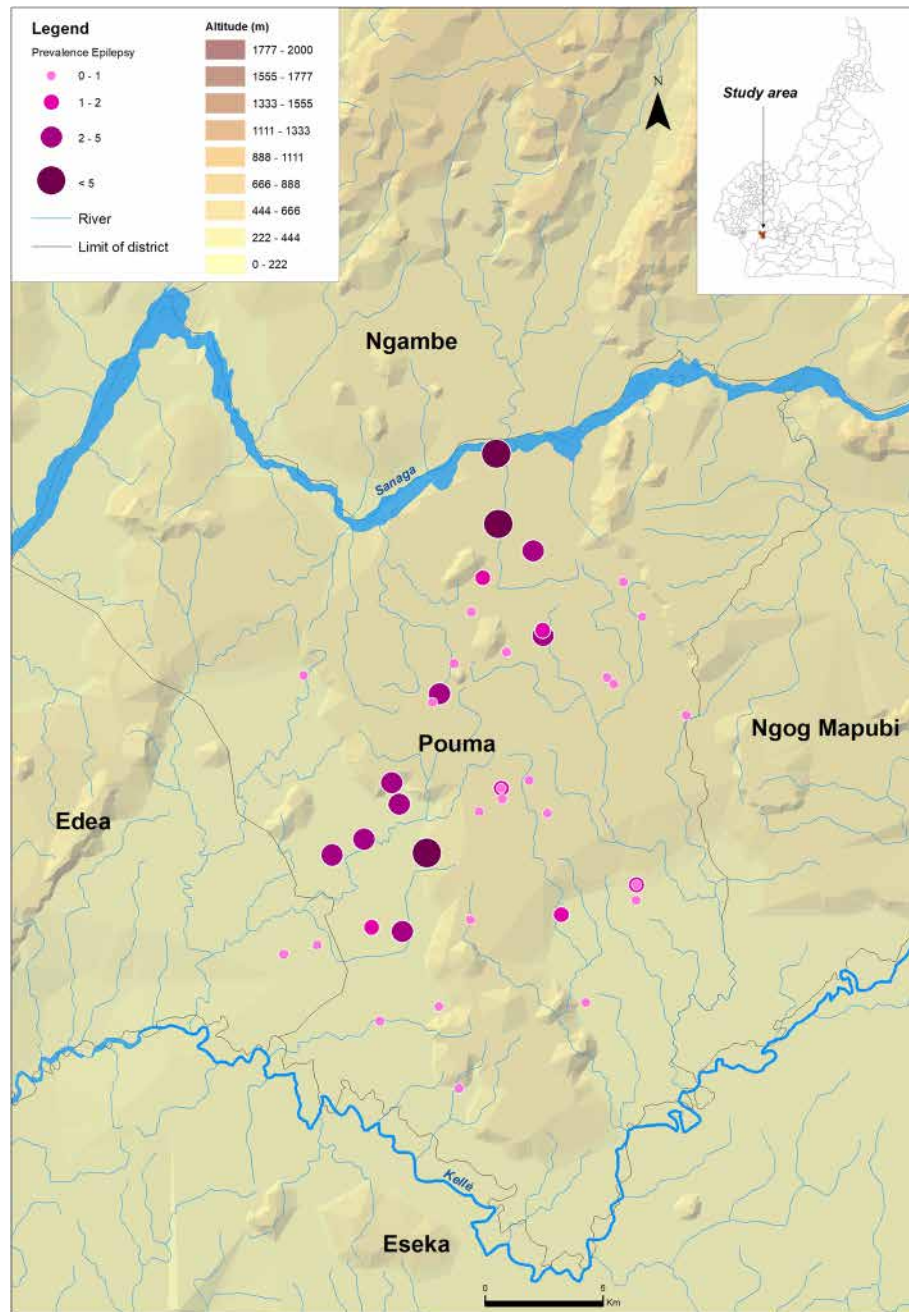 Legend
Prevalence Epilepsy
0 - 1
1 - 2
2 - 5
< 5
River
Limit of district
Altitude (m)
1777 - 2000
1555 - 1777
1333 - 1555
1111 - 1333
888 - 1111
666 - 888
444 - 666
222 - 444
0 - 222
N
Study area
Ngambe
Sanaga
Pouma
Ngog Mapubi
Edea
Kellé
Eseka
0 6
Km